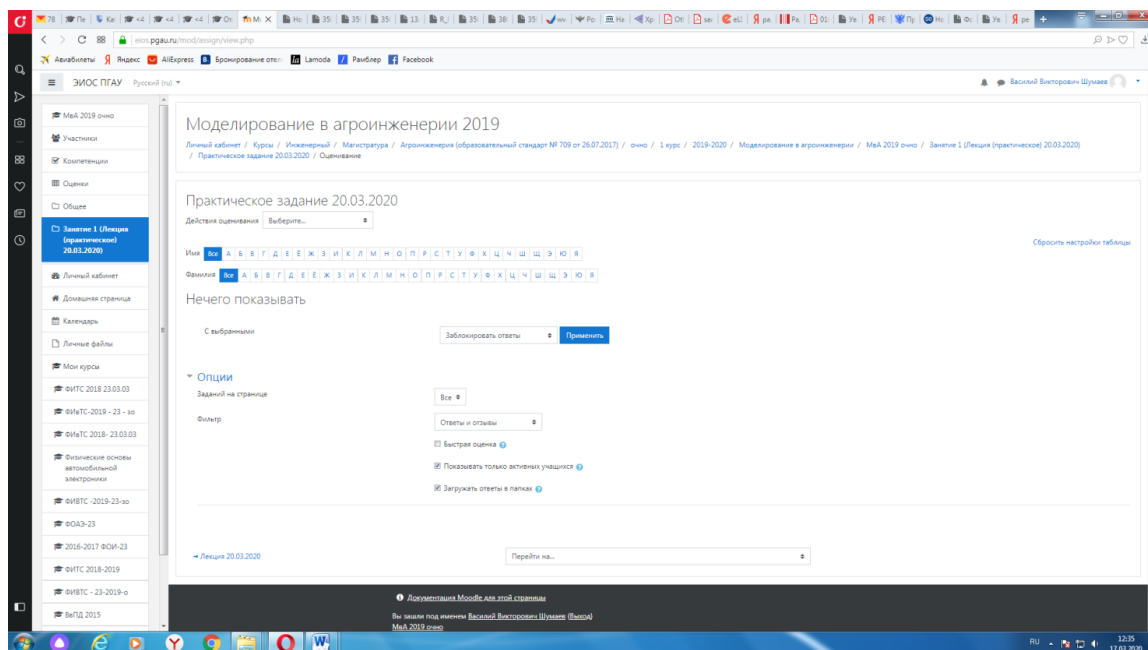 eios.pgau.ru/mod/assign/view.php
Авиабилеты Яндекс AliExpress Lamoda Рамблер Facebook
ЭИОС ПГАУ Русский (ru) Василий Викторович Шумаев
МвА 2019 очно
Участники
Компетенции
Оценки
Общее
Занятие 1 (Лекция (практическое) 20.03.2020)
Личный кабинет
Домашняя страница
Календарь
Личные файлы
Мои курсы
ФИТС 2018 23.03.03
ФИвТС-2019 - 23 - зо
ФИвТС 2018- 23.03.03
Физические основы автомобильной электроники
ФИВТС -2019-23-зо
ФОАЭ-23
2016-2017 ФОИ-23
ФИТС 2018-2019
ФИВТС - 23-2019-о
ВвПД 2015
Моделирование в агроинженерии 2019
Личный кабинет / Курсы / Инженерный / Магистратура / Агроинженерия (образовательный стандарт № 709 от 26.07.2017) / очно / 1 курс / 2019-2020 / Моделирование в агроинженерии / МвА 2019 очно / Занятие 1 (Лекция (практическое) 20.03.2020)
/ Практическое задание 20.03.2020 / Оценивание
Практическое задание 20.03.2020
Действия оценивания Выберите...
Сбросить настройки таблицы
Имя Все А Б В Г Д Е Ё Ж З И К Л М Н О П Р С Т У Ф Х Ц Ч Ш Щ Э Ю Я
Фамилия Все А Б В Г Д Е Ё Ж З И К Л М Н О П Р С Т У Ф Х Ц Ч Ш Щ Э Ю Я
Нечего показывать
С выбранными Заблокировать ответы Применить
Опции
Заданий на странице Все
Фильтр Ответы и отзывы
Быстрая оценка
Показывать только активных учащихся
Загружать ответы в папках
→ Лекция 20.03.2020 Перейти на...
Документация Moodle для этой страницы
Вы зашли под именем Василий Викторович Шумаев (Выход)
МвА 2019 очно
RU 12:35
17.03.2020